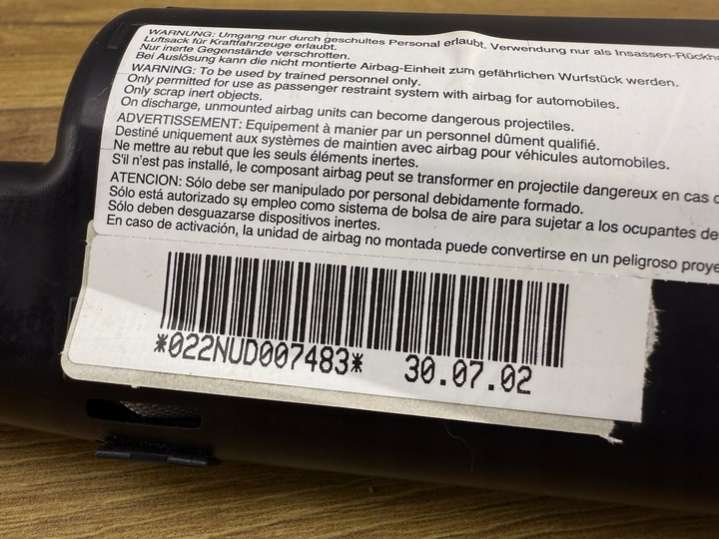 WARNUNG: Umgang nur durch geschultes Personal erlaubt. Verwendung nur als Insassen-Rückha
Luftsack für Kraftfahrzeuge erlaubt.
Nur inerte Gegenstände verschrotten.
Bei Auslösung kann die nicht montierte Airbag-Einheit zum gefährlichen Wurfstück werden.
WARNING: To be used by trained personnel only.
Only permitted for use as passenger restraint system with airbag for automobiles.
Only scrap inert objects.
On discharge, unmounted airbag units can become dangerous projectiles.
ADVERTISSEMENT: Equipement à manier par un personnel dûment qualifié.
Destiné uniquement aux systèmes de maintien avec airbag pour véhicules automobiles.
Ne mettre au rebut que les seuls éléments inertes.
S'il n'est pas installé, le composant airbag peut se transformer en projectile dangereux en cas d
ATENCION: Sólo debe ser manipulado por personal debidamente formado.
Sólo está autorizado su empleo como sistema de bolsa de aire para sujetar a los ocupantes de
Sólo deben desguazarse dispositivos inertes.
En caso de activación, la unidad de airbag no montada puede convertirse en un peligroso proye
*022NUD007483* 30.07.02